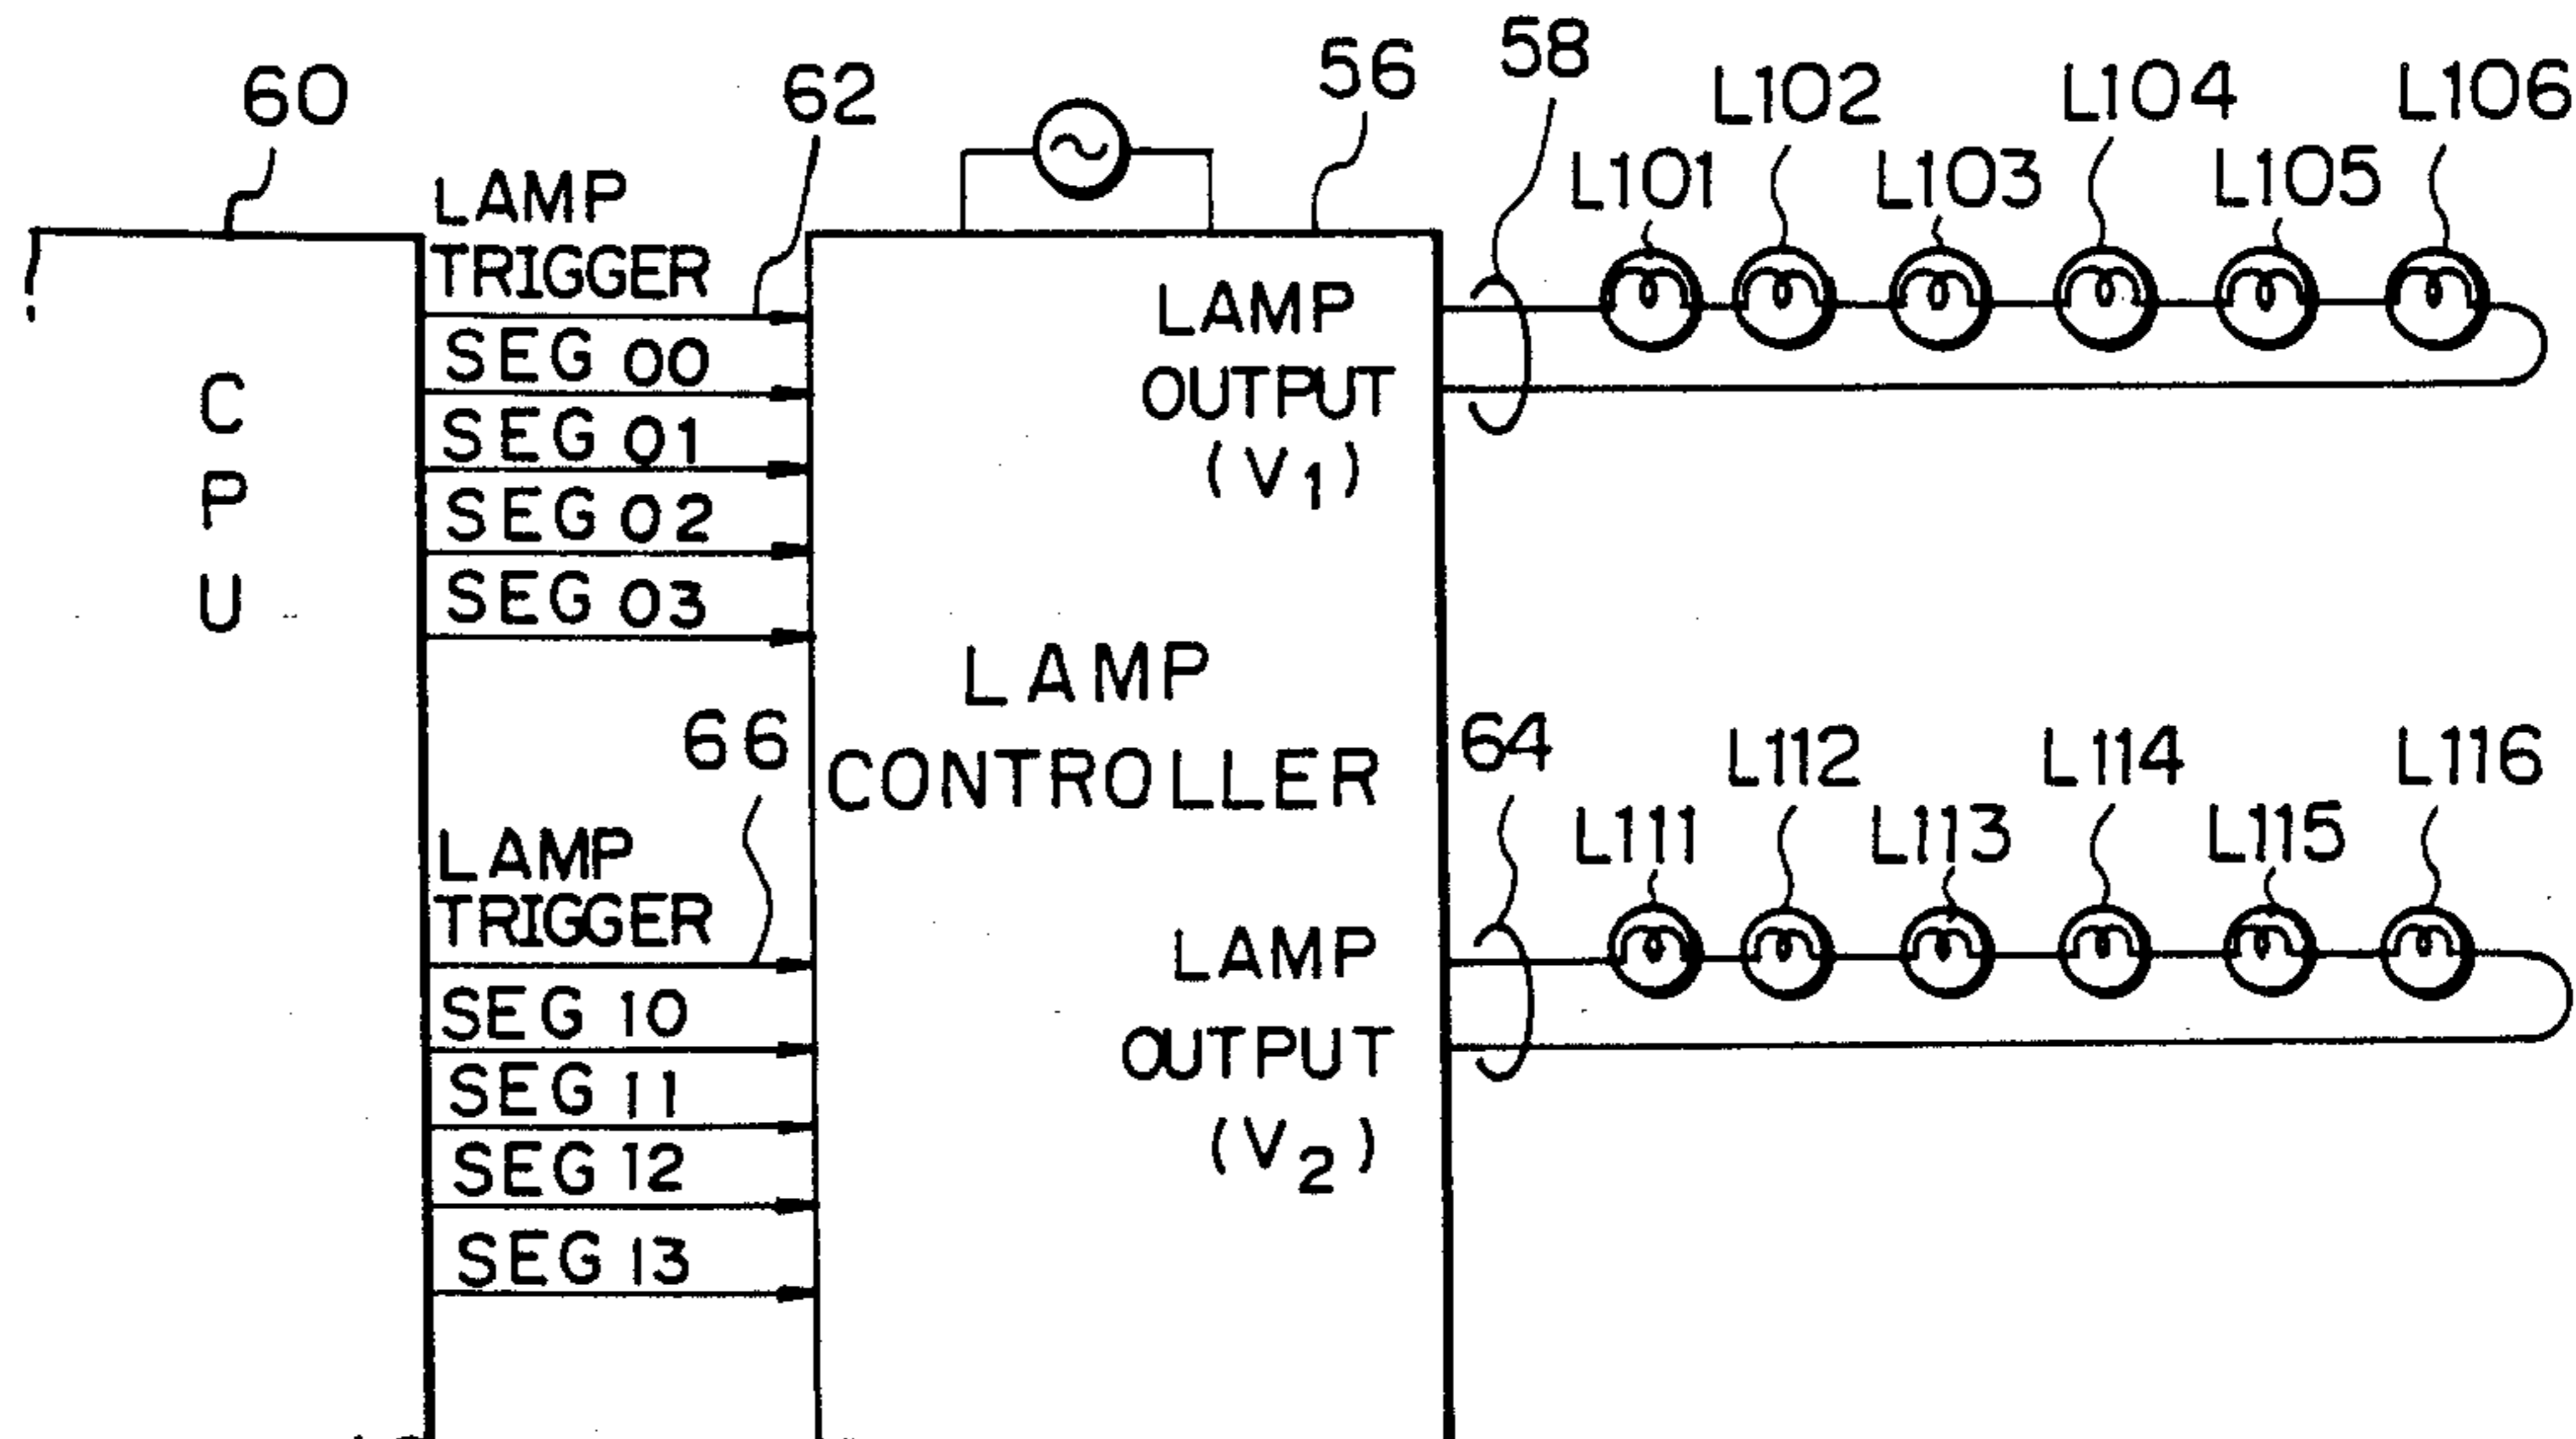 60
62
56
58
L102
L104
L106
L101
L103
L105
LAMP
TRIGGER
SEG 00
SEG 01
SEG 02
SEG 03
CPU
LAMP
OUTPUT
(V1)
LAMP
CONTROLLER
66
64
L112
L114
L116
L111
L113
L115
LAMP
TRIGGER
SEG 10
SEG 11
SEG 12
SEG 13
LAMP
OUTPUT
(V2)